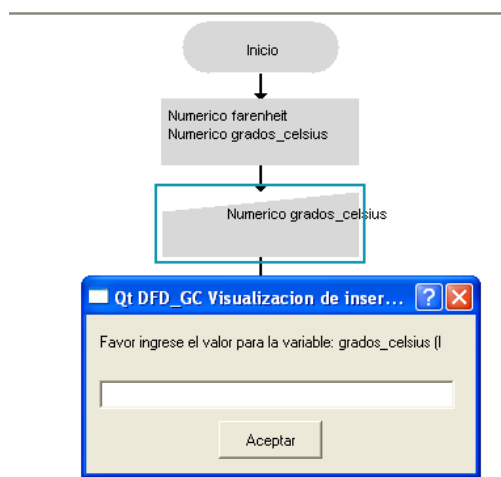 Inicio
Numerico farenheit
Numerico grados_celsius
Numerico grados_celsius
Qt DFD_GC Visualizacion de inser...
Favor ingrese el valor para la variable: grados_celsius (l
Aceptar